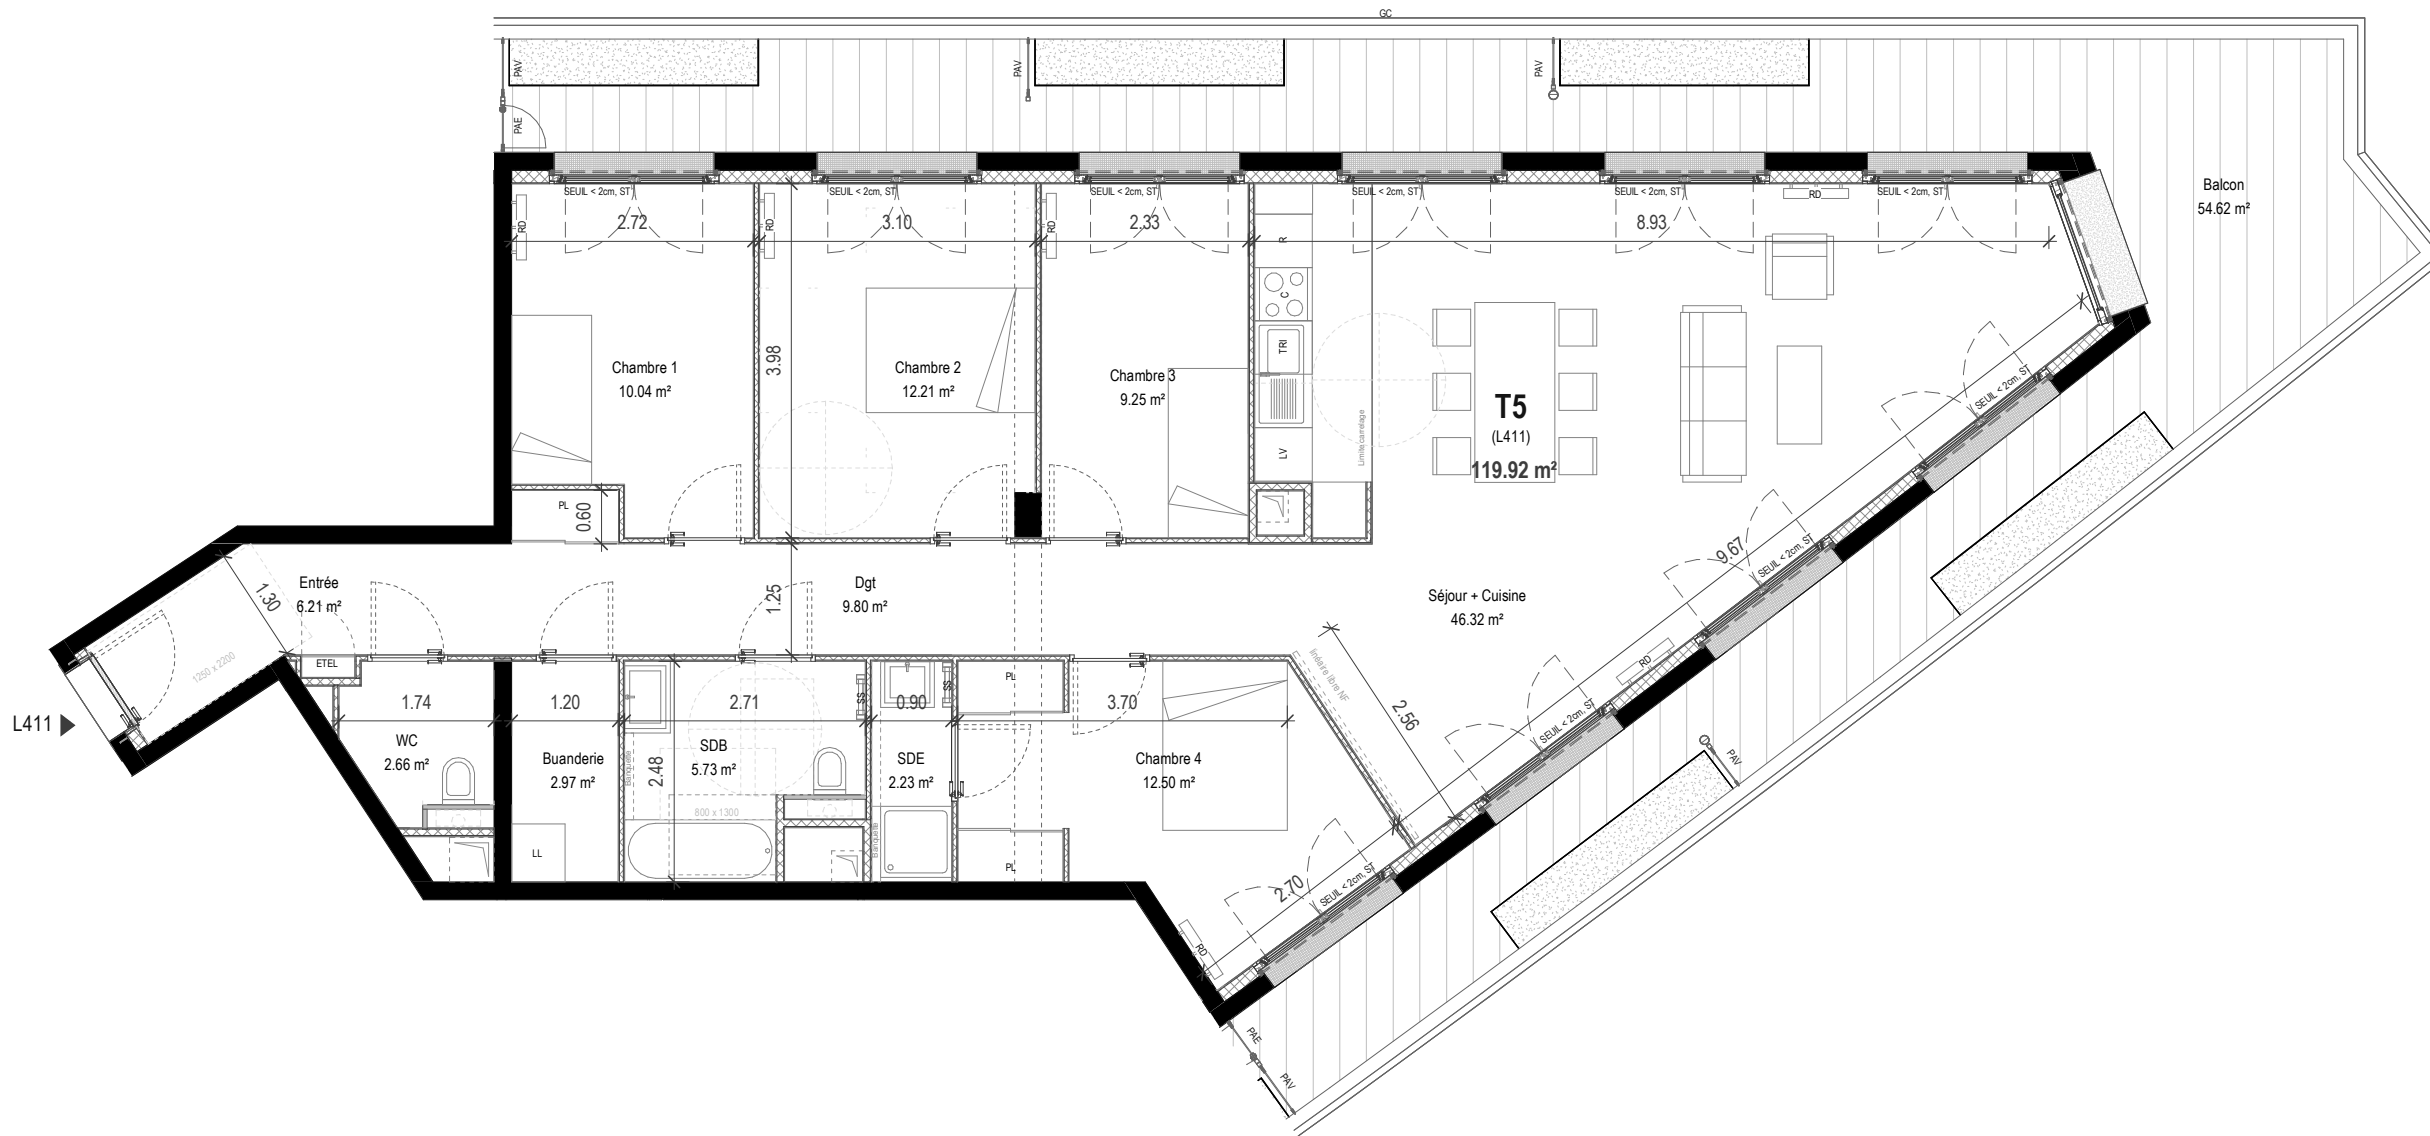 GC
PAV
PAV
PAV
PAE
SEUIL < 2cm, ST
SEUIL < 2cm, ST
SEUIL < 2cm, ST
SEUIL < 2cm, ST
SEUIL < 2cm, ST
SEUIL < 2cm, ST
Balcon
54.62 m²
RD
2.72
RD
3.10
RD
2.33
R
8.93
RD
C
TRI
LV
Limite carrelage
3.98
Chambre 1
10.04 m²
Chambre 2
12.21 m²
Chambre 3
9.25 m²
T5
(L411)
119.92 m²
SEUIL < 2cm, ST
PL
0.60
9.67
SEUIL < 2cm, ST
1.30
Entrée
6.21 m²
1.25
Dgt
9.80 m²
Séjour + Cuisine
46.32 m²
1250 x 2200
ETEL
linéaire libre NF
RD
L411
1.74
1.20
2.71
SS
0.90
SS
PL
3.70
2.56
SEUIL < 2cm, ST
PAV
WC
2.66 m²
Buanderie
2.97 m²
Banquette
2.48
SDB
5.73 m²
SDE
2.23 m²
Chambre 4
12.50 m²
800 x 1300
LL
Banquette
PL
2.70
SEUIL < 2cm, ST
RD
PAE
PAV